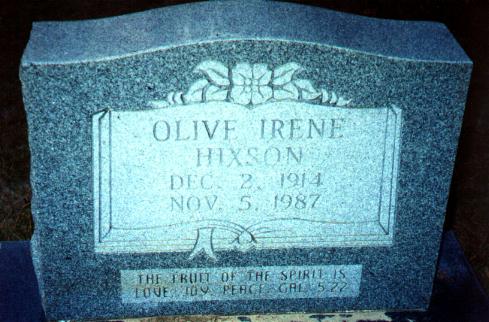 OLIVE IRENE
HIXSON
DEC. 2, 1914
NOV. 5, 1987
THE FRUIT OF THE SPIRIT IS
LOVE JOY PEACE GAL 5:22